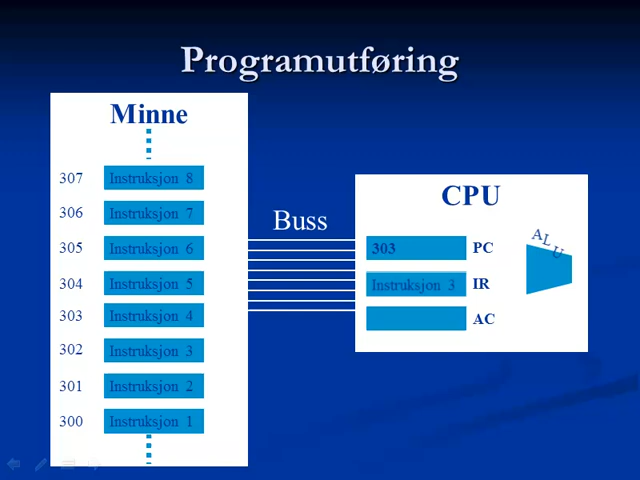 Programutføring
Minne
307 Instruksjon 8
306 Instruksjon 7
305 Instruksjon 6
304 Instruksjon 5
303 Instruksjon 4
302 Instruksjon 3
301 Instruksjon 2
300 Instruksjon 1
Buss
CPU
303 PC
Instruksjon 3 IR
AC
ALU